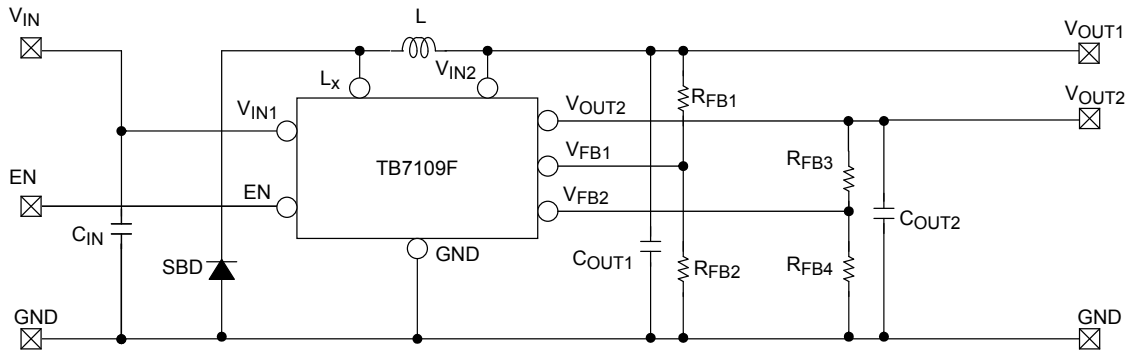 VIN
L
VOUT1
LX
VIN2
VIN1
VOUT2
RFB1
VOUT2
VFB1
TB7109F
EN
EN
VFB2
RFB3
CIN
GND
COUT1
RFB2
COUT2
SBD
RFB4
GND
GND